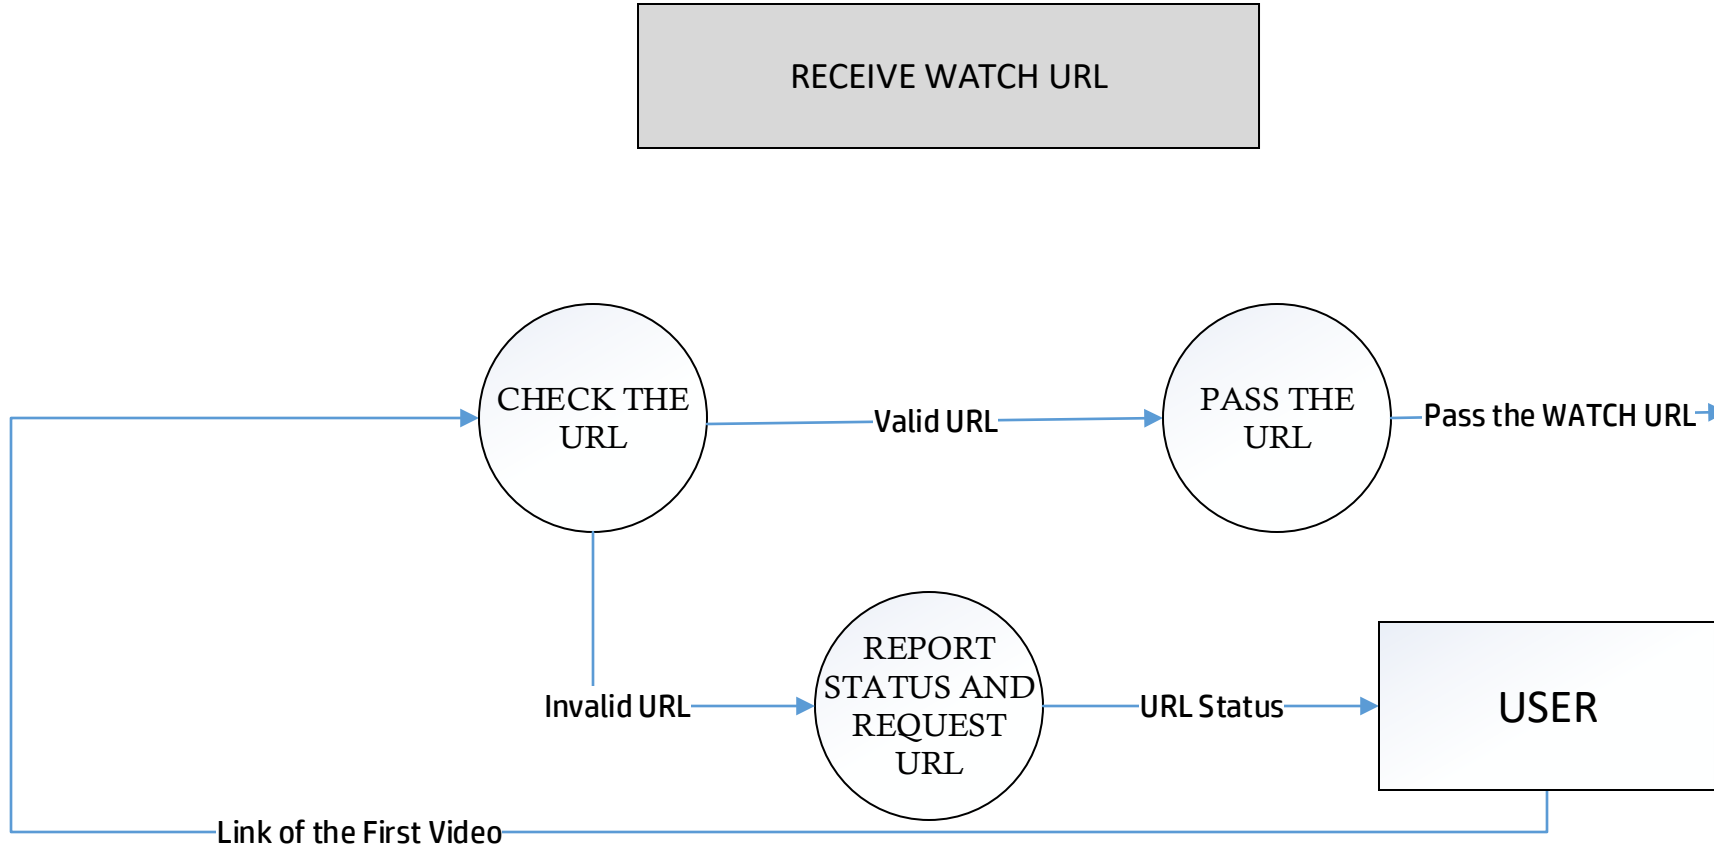 RECEIVE WATCH URL
CHECK THE
URL
Valid URL
PASS THE
URL
Pass the WATCH URL
Invalid URL
REPORT
STATUS AND
REQUEST
URL
URL Status
USER
Link of the First Video